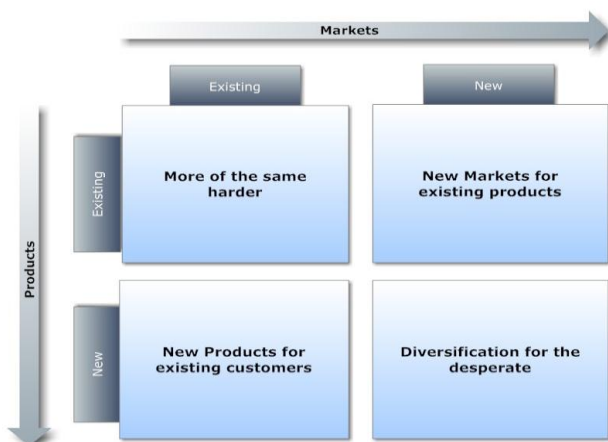 Markets
Existing
New
Products
Existing
More of the same
harder
New Markets for
existing products
New
New Products for
existing customers
Diversification for the
desperate